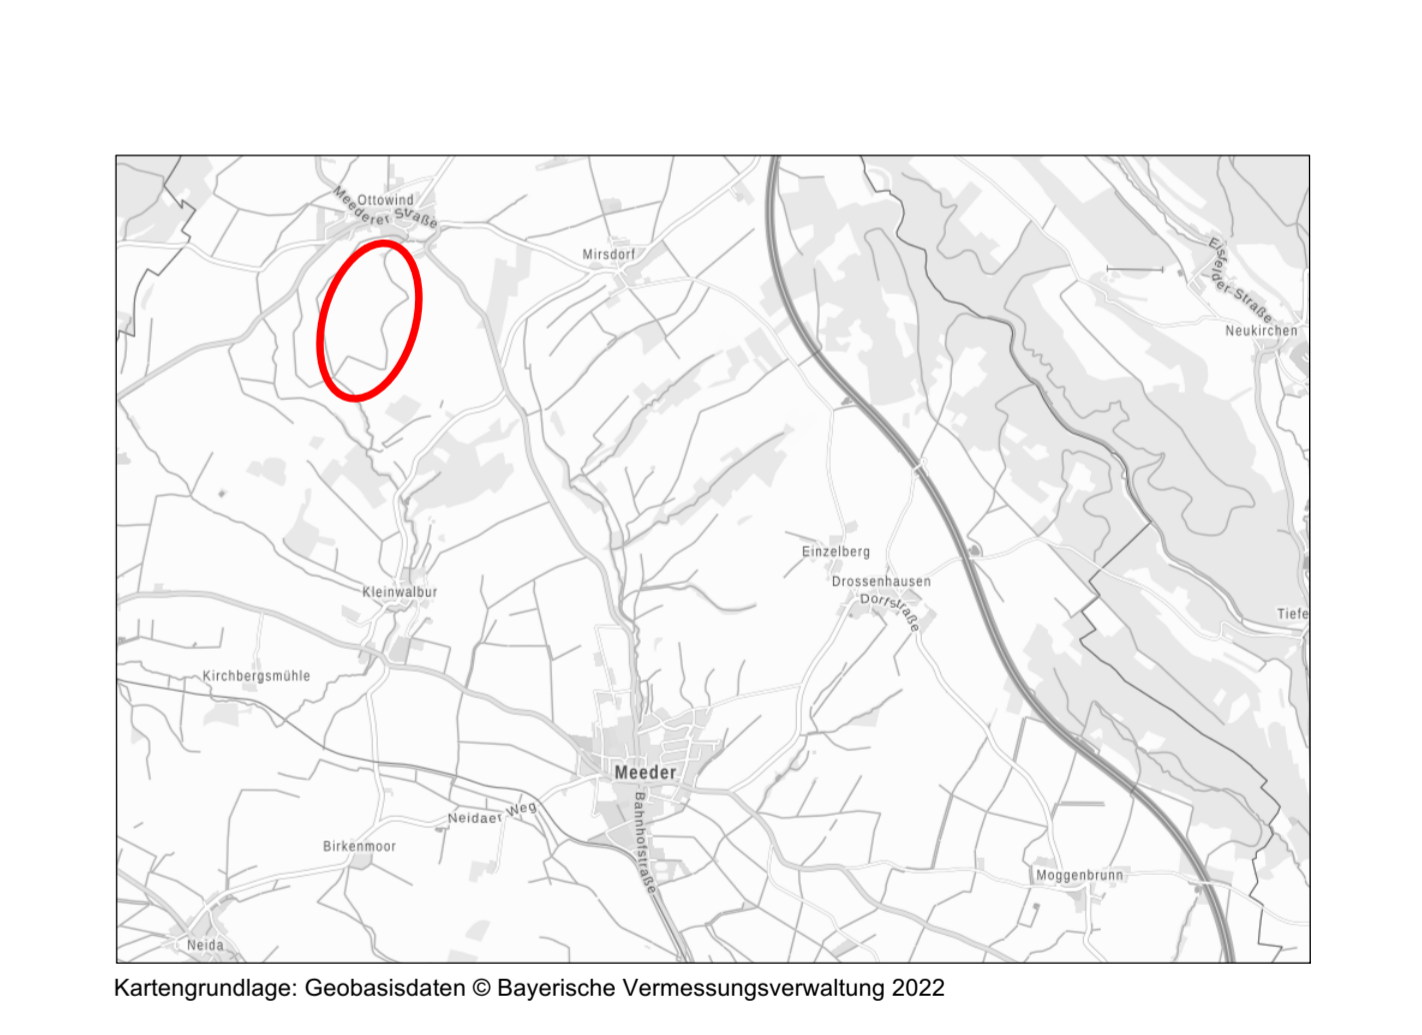 Ottowind
Meederer Straße
Mirsdorf
Eisfelder-Straße
Neukirchen
Einzelberg
Drossenhausen
Dorfstraße
Kleinwalbur
Tiefe
Kirchbergsmühle
Meeder
Neidaer Weg
Bahnhofstraße
Birkenmoor
Moggenbrunn
Neida
Kartengrundlage: Geobasisdaten © Bayerische Vermessungsverwaltung 2022